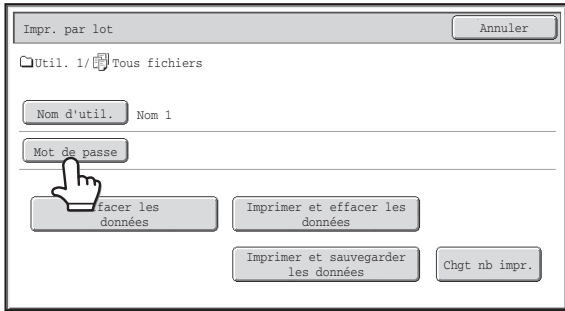 Impr. par lot
Annuler
Util. 1/ Tous fichiers
Nom d'util.
Nom 1
Mot de passe
facer les
données
Imprimer et effacer les
données
Imprimer et sauvegarder
les données
Chgt nb impr.